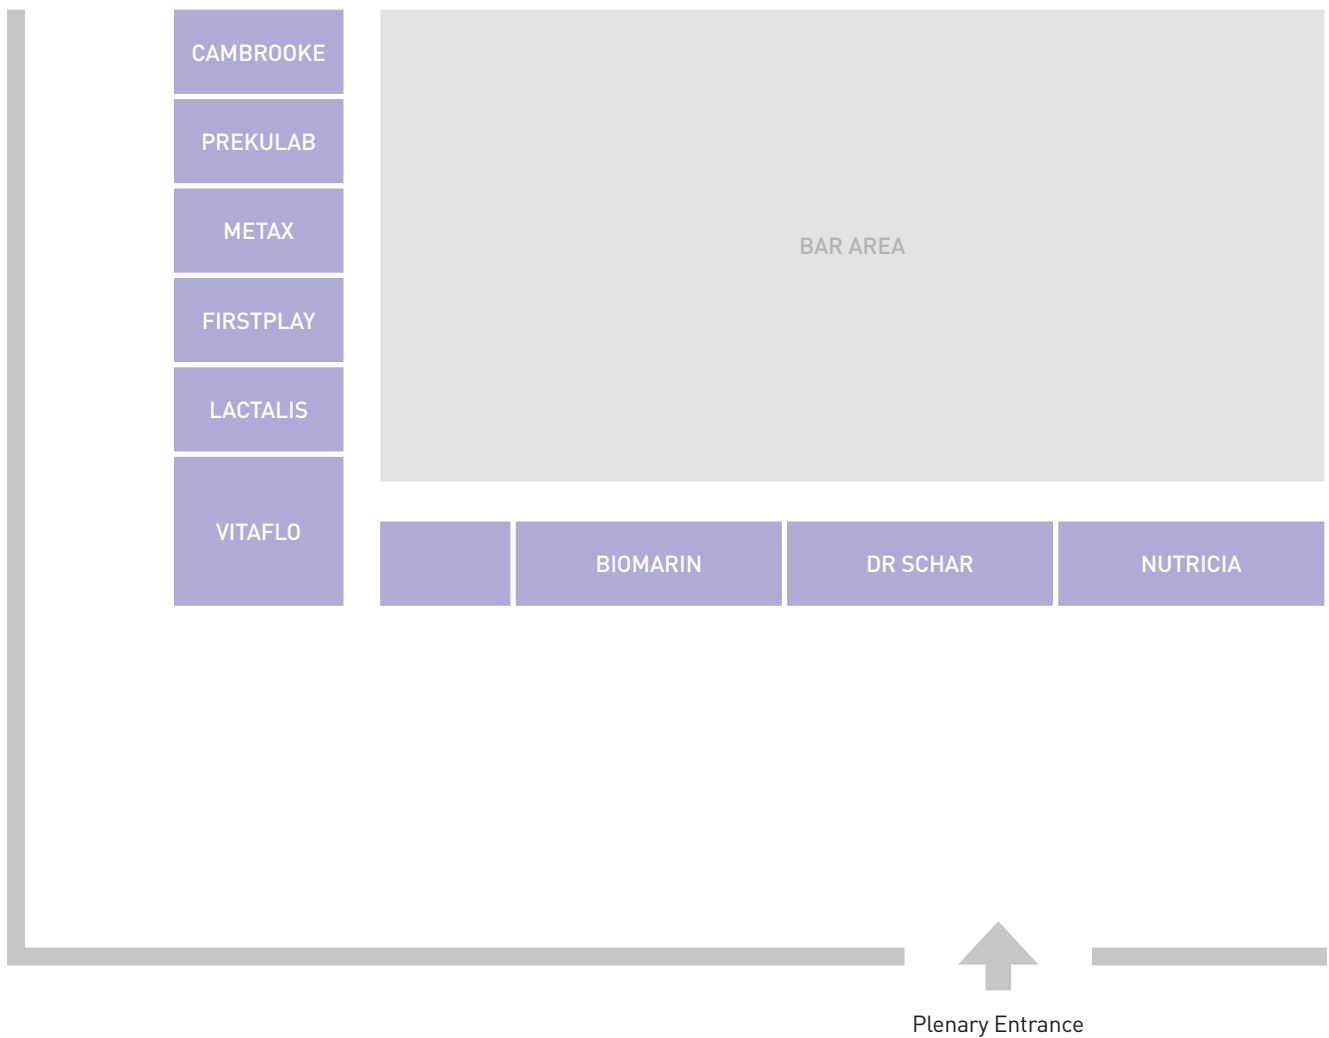 CAMBROOKE
PREKULAB
METAX
FIRSTPLAY
LACTALIS
VITAFLO
BAR AREA
BIOMARIN
DR SCHAR
NUTRICIA
Plenary Entrance